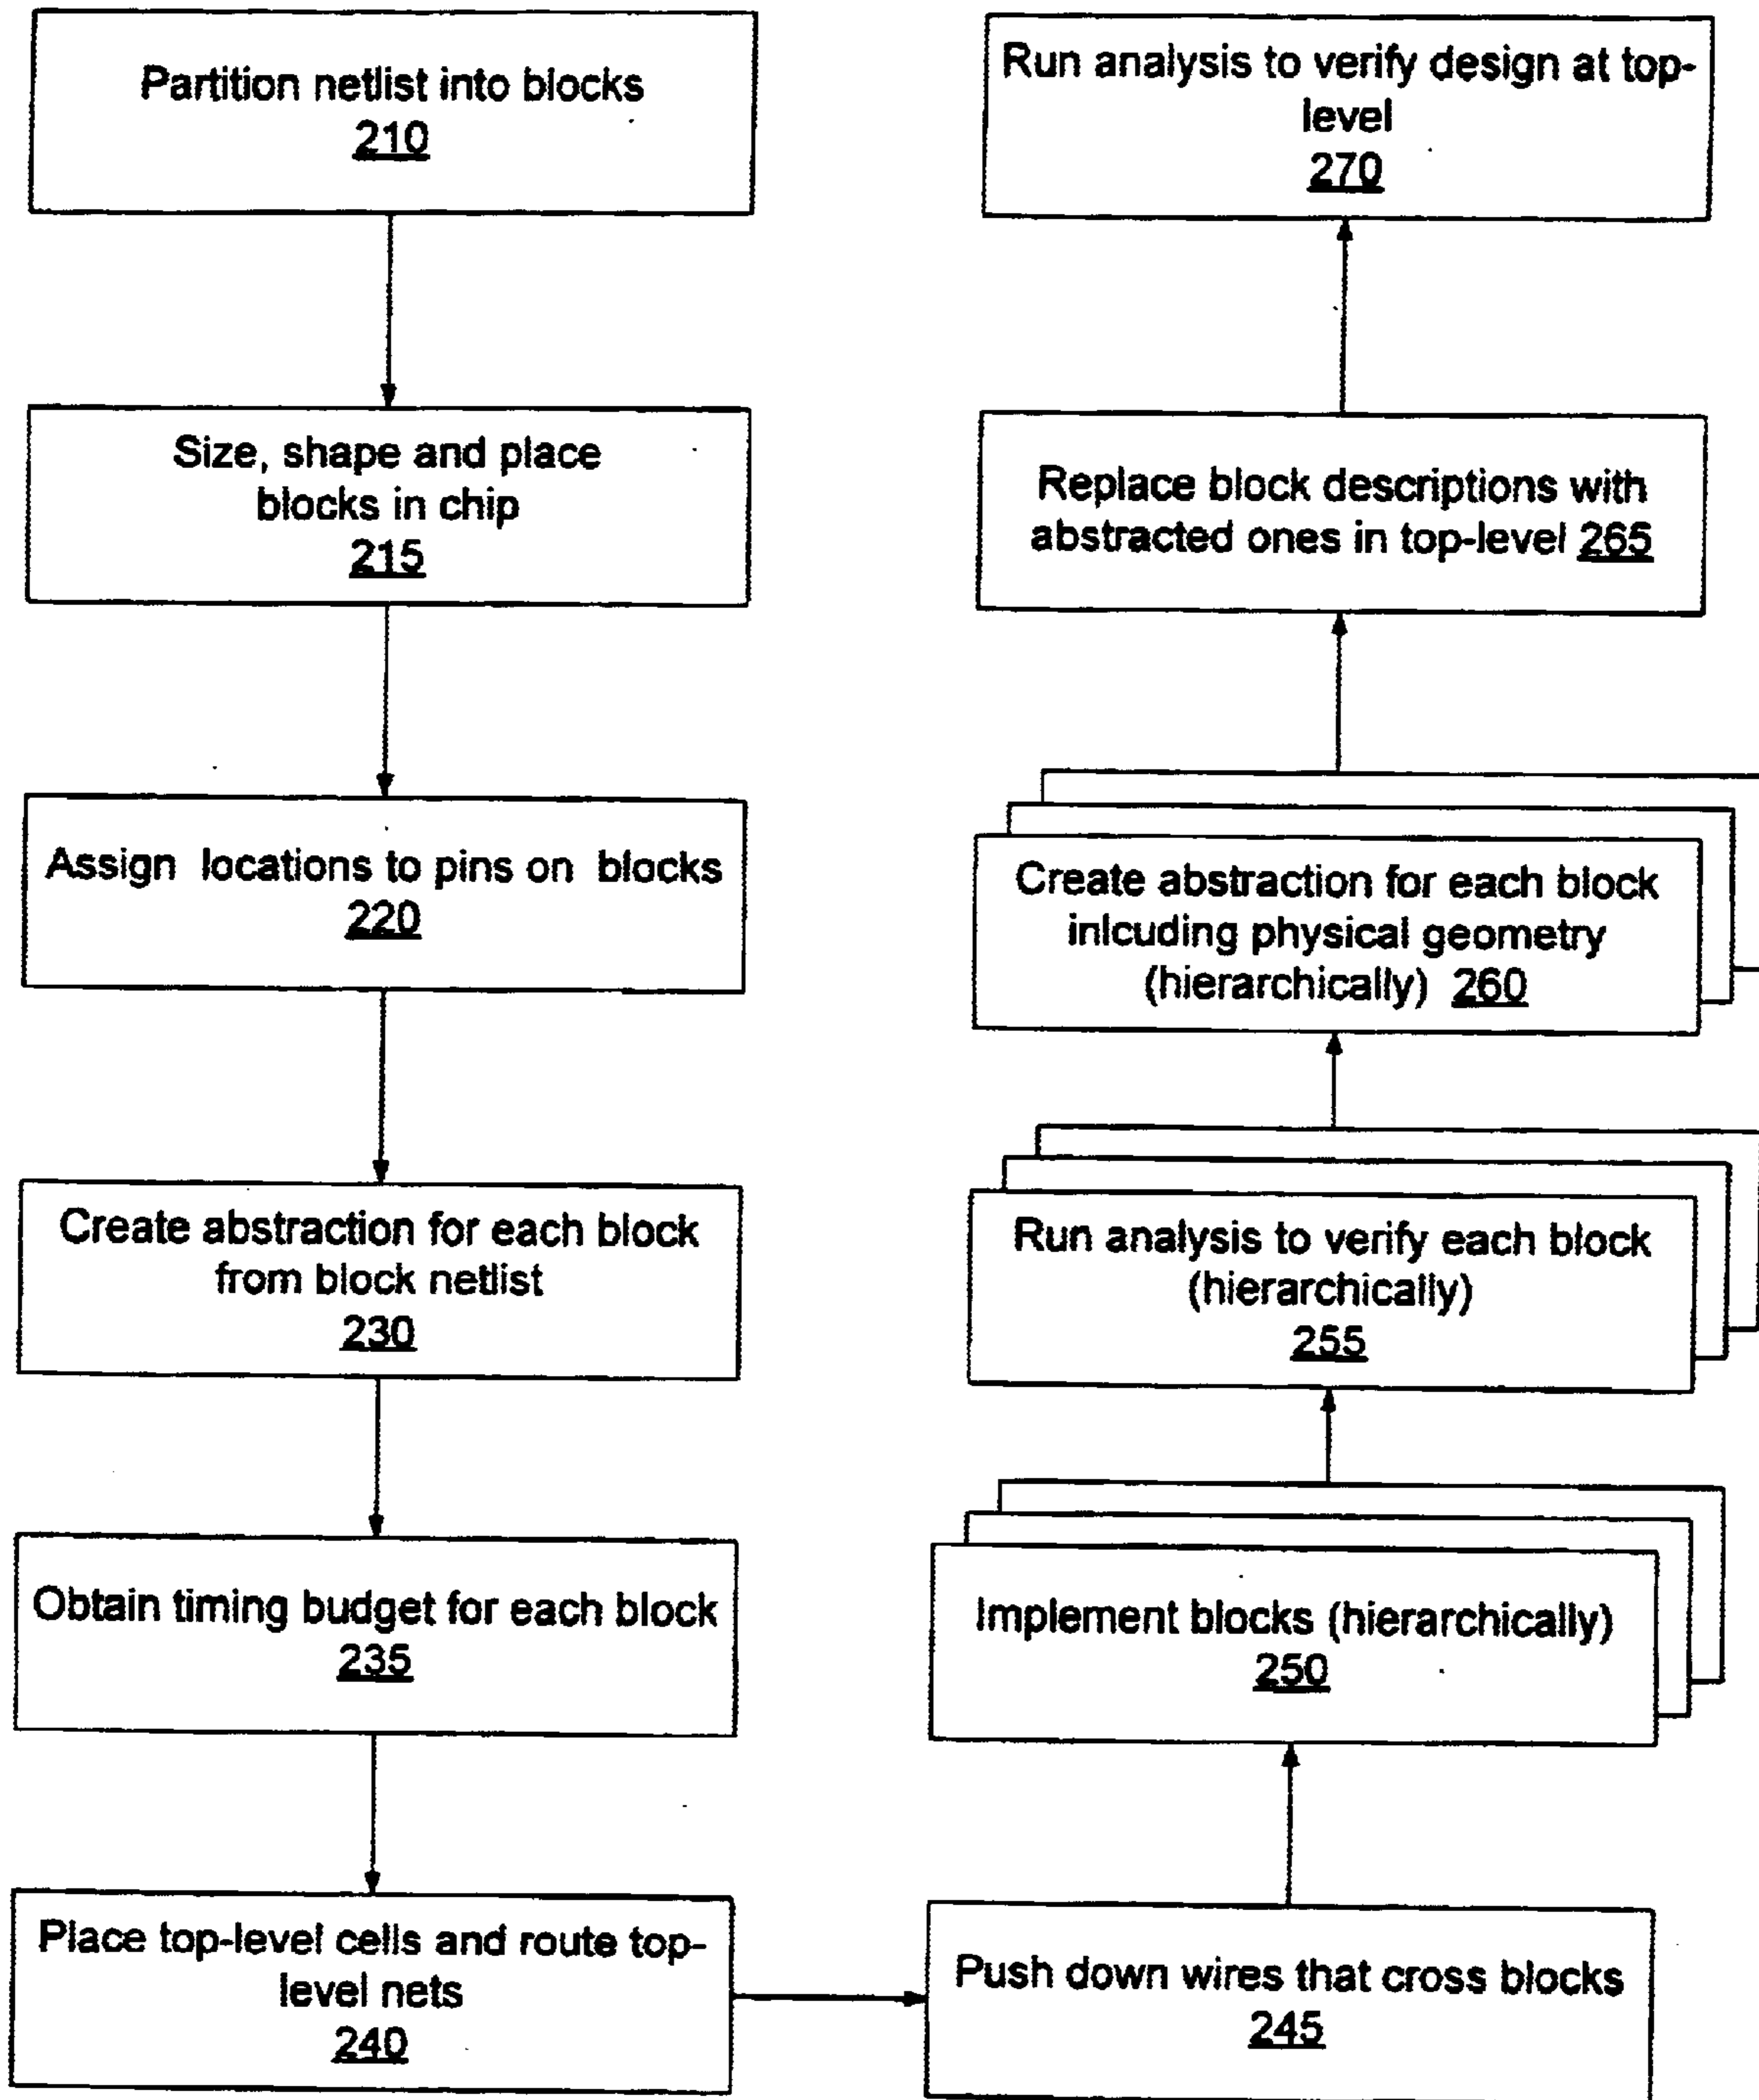 Partition netlist into blocks
210
Size, shape and place
blocks in chip
215
Assign locations to pins on blocks
220
Create abstraction for each block
from block netlist
230
Obtain timing budget for each block
235
Place top-level cells and route top-
level nets
240
Push down wires that cross blocks
245
Implement blocks (hierarchically)
250
Run analysis to verify each block
(hierarchically)
255
Create abstraction for each block
inlcuding physical geometry
(hierarchically) 260
Replace block descriptions with
abstracted ones in top-level 265
Run analysis to verify design at top-
level
270